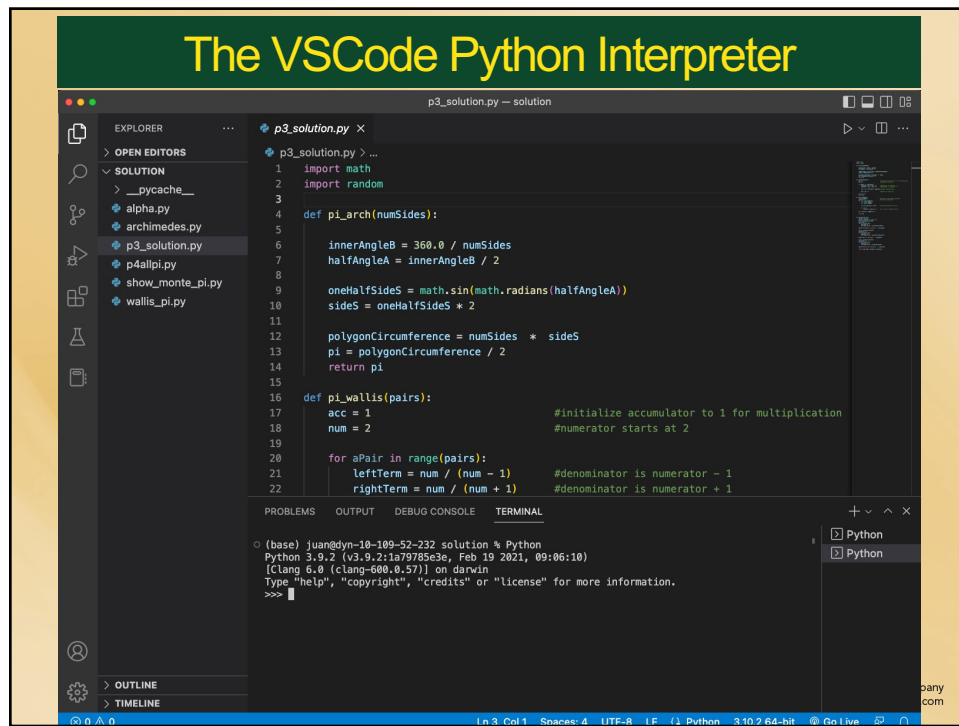 The VSCode Python Interpreter
p3_solution.py — solution
EXPLORER ...
OPEN EDITORS
SOLUTION
__pycache__
alpha.py
archimedes.py
p3_solution.py
p4allpi.py
show_monte_pi.py
wallis_pi.py
OUTLINE
TIMELINE
p3_solution.py ×
p3_solution.py > ...
1 import math
2 import random
3
4 def pi_arch(numSides):
5
6 innerAngleB = 360.0 / numSides
7 halfAngleA = innerAngleB / 2
8
9 oneHalfSideS = math.sin(math.radians(halfAngleA))
10 sideS = oneHalfSideS * 2
11
12 polygonCircumference = numSides * sideS
13 pi = polygonCircumference / 2
14 return pi
15
16 def pi_wallis(pairs):
17 acc = 1 #initialize accumulator to 1 for multiplication
18 num = 2 #numerator starts at 2
19
20 for aPair in range(pairs):
21 leftTerm = num / (num - 1) #denominator is numerator - 1
22 rightTerm = num / (num + 1) #denominator is numerator + 1
PROBLEMS OUTPUT DEBUG CONSOLE TERMINAL
(base) juan@dyn-10-109-52-232 solution % Python
Python 3.9.2 (v3.9.2:1a79785e3e, Feb 19 2021, 09:06:10)
[Clang 6.0 (clang-600.0.57)] on darwin
Type "help", "copyright", "credits" or "license" for more information.
>>>
Python
Python
pany
.com
0 0 Ln 3, Col 1 Spaces: 4 UTF-8 LF Python 3.10.2 64-bit Go Live